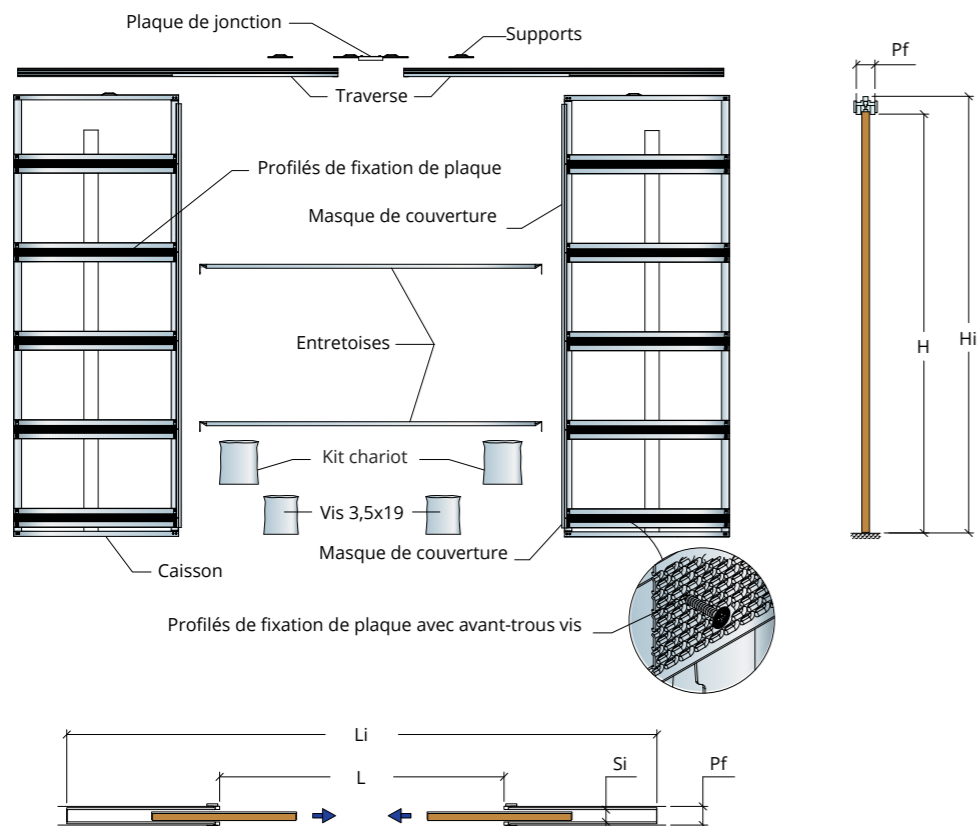 Plaque de jonction
Supports
Traverse
Pf
Profilés de fixation de plaque
Masque de couverture
Entretoises
H
Hi
Kit chariot
Vis 3,5x19
Masque de couverture
Caisson
Profilés de fixation de plaque avec avant-trous vis
Li
L
Si
Pf